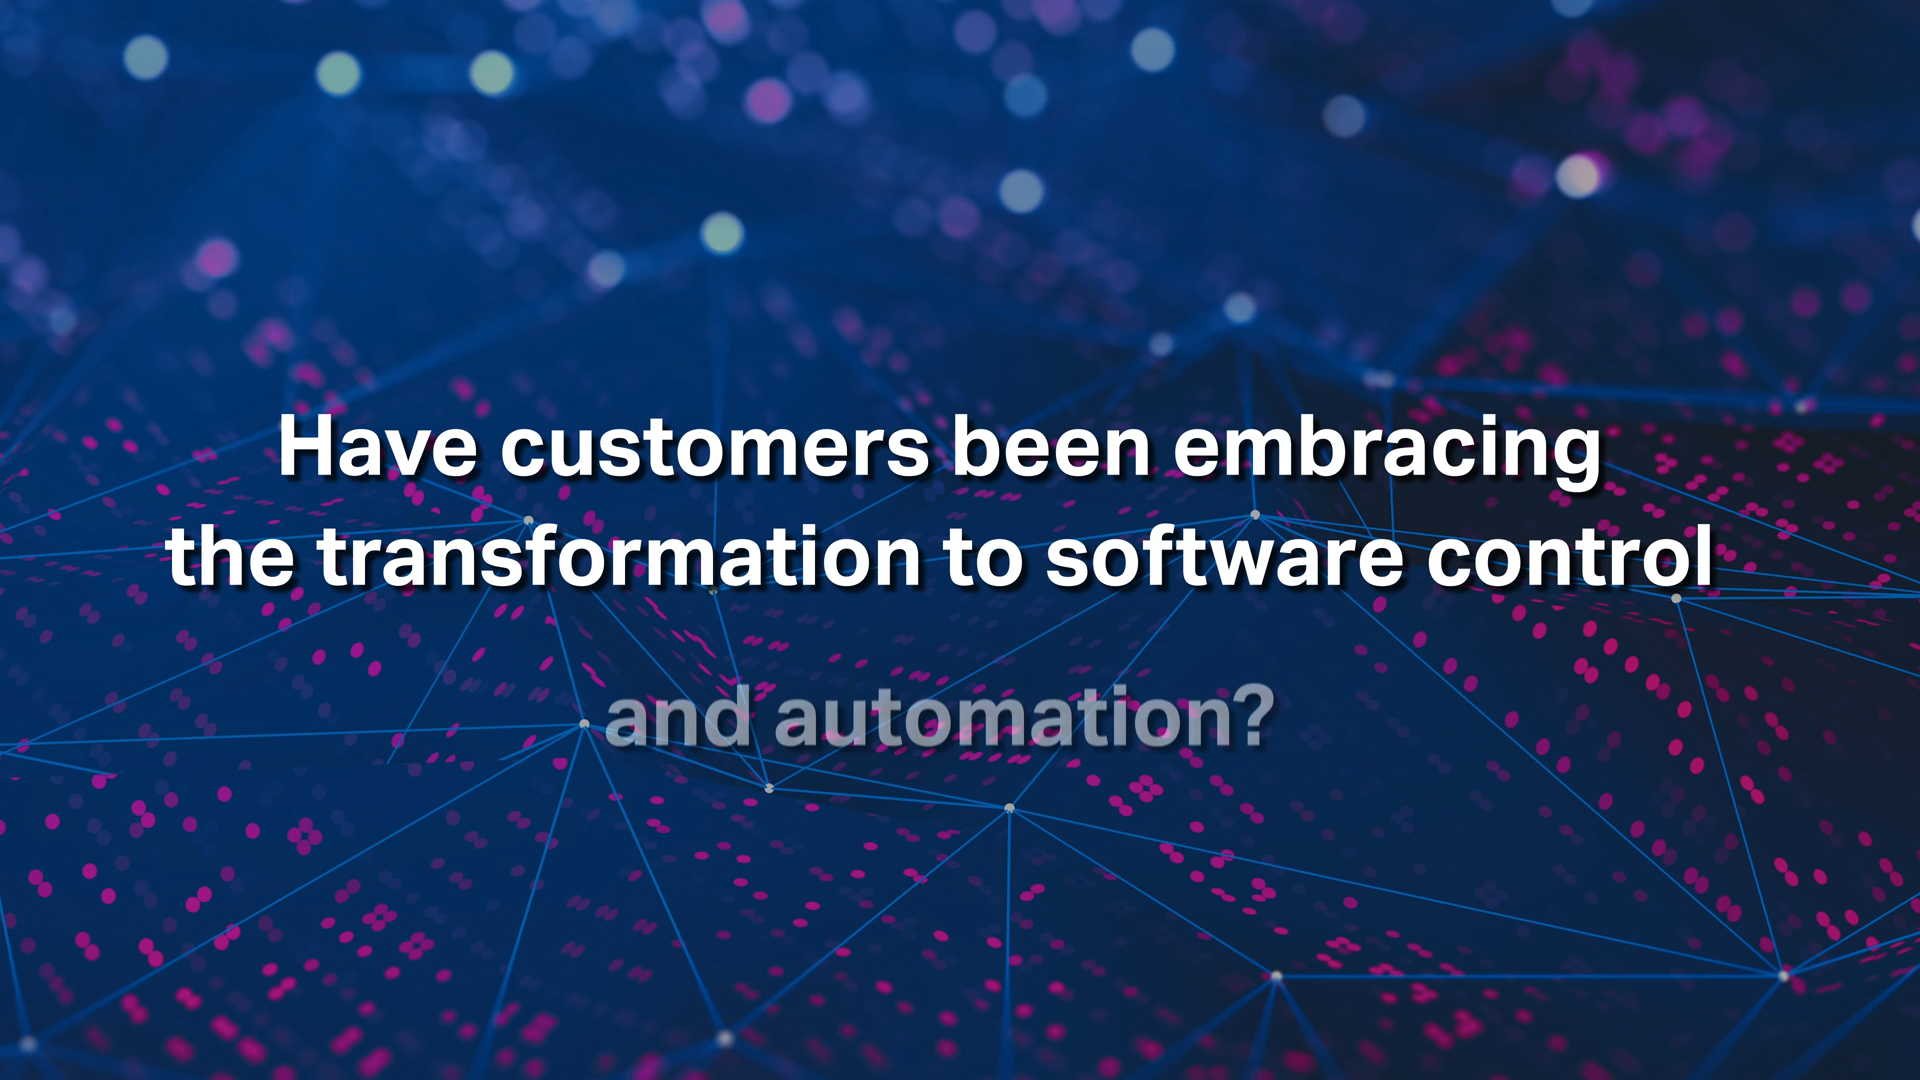 Have customers been embracing
the transformation to software control
and automation?